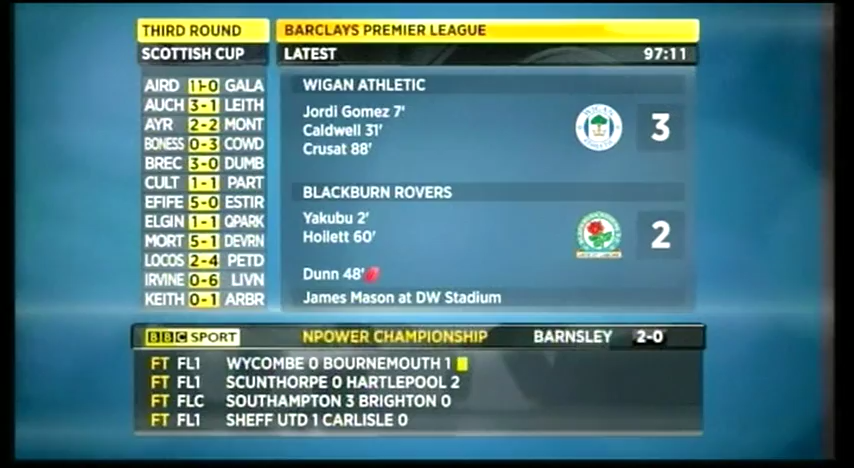 THIRD ROUND
SCOTTISH CUP
AIRD 11-0 GALA
AUCH 3-1 LEITH
AYR 2-2 MONT
BONESS 0-3 COWD
BREC 3-0 DUMB
CULT 1-1 PART
EFIFE 5-0 ESTIR
ELGIN 1-1 QPARK
MORT 5-1 DEVRN
LOCOS 2-4 PETD
IRVINE 0-6 LIVN
KEITH 0-1 ARBR
BARCLAYS PREMIER LEAGUE
LATEST 97:11
WIGAN ATHLETIC
Jordi Gomez 7'
Caldwell 31'
Crusat 88'
WIGAN
ATHLETIC
3
BLACKBURN ROVERS
Yakubu 2'
Hoilett 60'
2
Dunn 48'
James Mason at DW Stadium
BBC SPORT NPOWER CHAMPIONSHIP BARNSLEY 2-0
FT FL1 WYCOMBE 0 BOURNEMOUTH 1
FT FL1 SCUNTHORPE 0 HARTLEPOOL 2
FT FLC SOUTHAMPTON 3 BRIGHTON 0
FT FL1 SHEFF UTD 1 CARLISLE 0